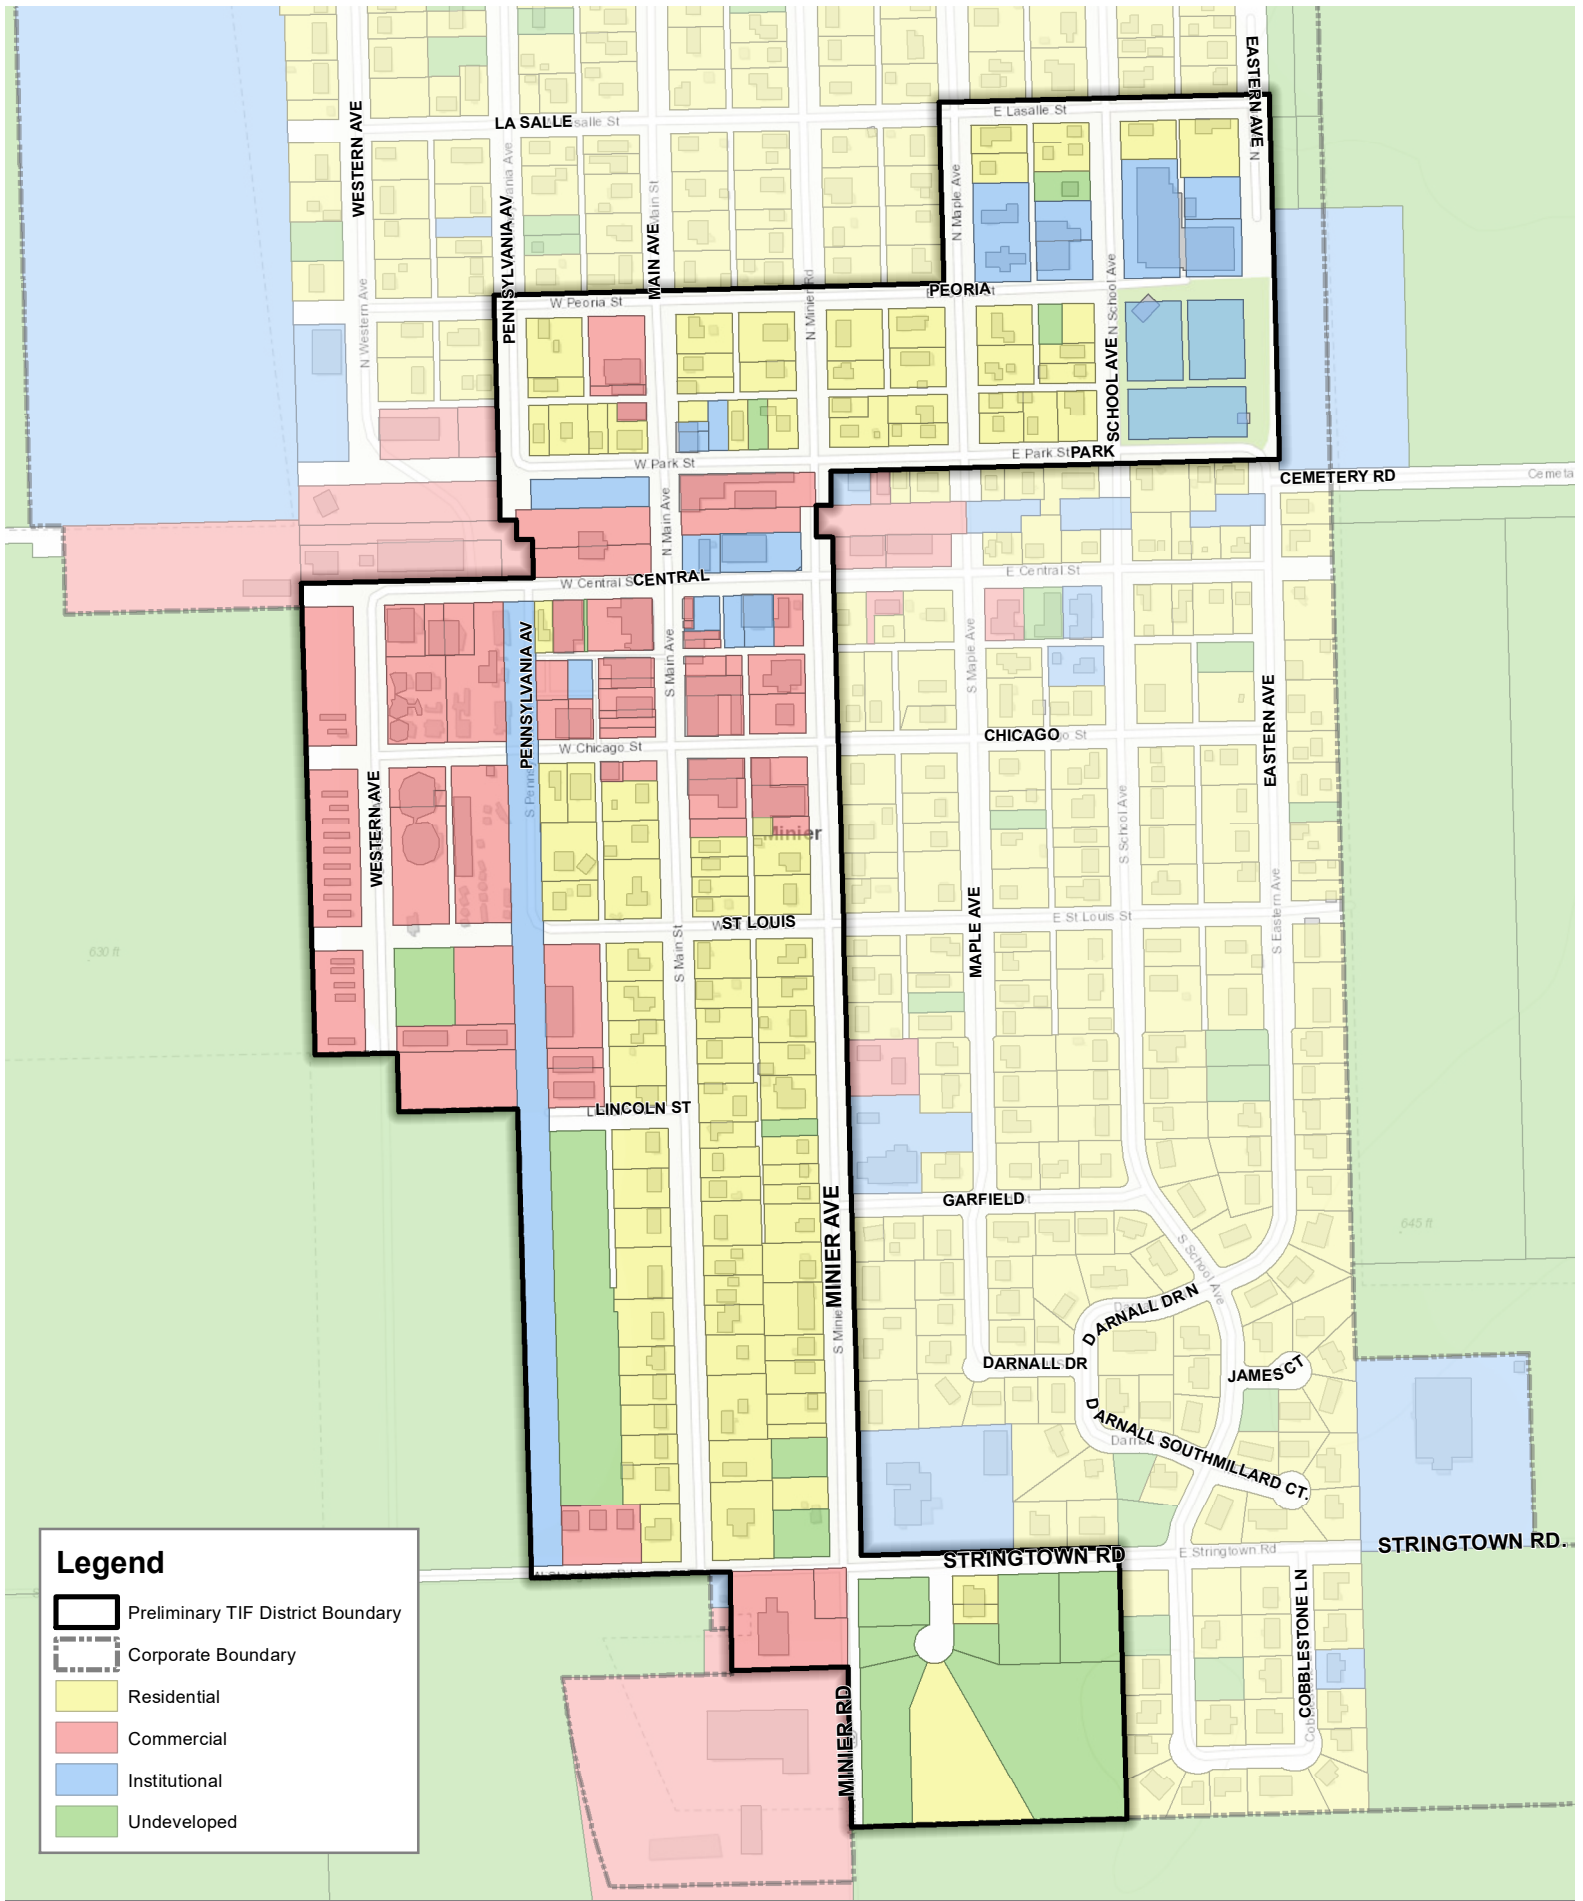 EASTERN AVE
N
WESTERN AVE
LA SALLE
E Lasalle St
PENNSYLVANIA AV
Main St
MAIN AVE
N Maple Ave
N Western Ave
W Peoria St
N Minier Rd
PEORIA
N School Ave
SCHOOL AVE
W Park St
E Park St
PARK
CEMETERY RD
Cemeta
N Main Ave
W Central S
CENTRAL
E Central St
PENNSYLVANIA AV
S Main Ave
S Maple Ave
W Chicago St
CHICAGO
EASTERN AVE
WESTERN AVE
S Penns
Minier
S School Ave
ST LOUIS
E St Louis St
MAPLE AVE
S Main St
S Eastern Ave
630 ft
LINCOLN ST
GARFIELD
MINIER AVE
S Minie
645 ft
S School Ave
DARNALL DR N
DARNALL DR
JAMES CT
DARNALL SOUTH
MILLARD CT.
STRINGTOWN RD
E Stringtown Rd
STRINGTOWN RD.
COBBLESTONE LN
MINIER RD
Legend
Preliminary TIF District Boundary
Corporate Boundary
Residential
Commercial
Institutional
Undeveloped